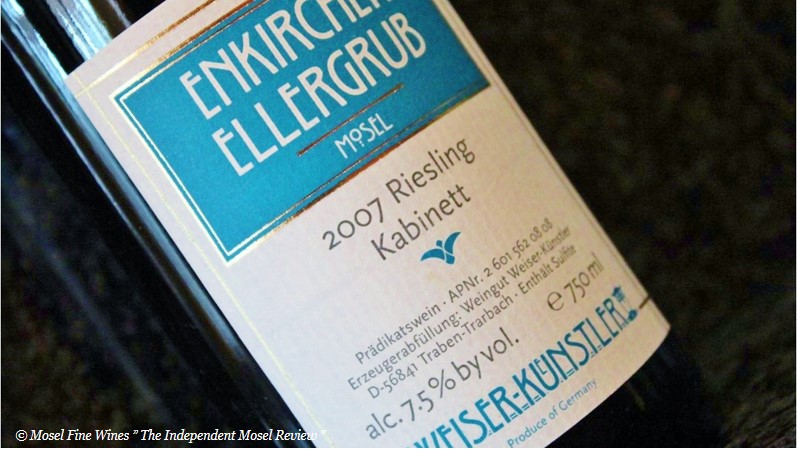 ENKIRCHER
ELLERGRUB
MOSEL
2007 Riesling
Kabinett
Prädikatswein · APNr. 2 601 562 08 08
Erzeugerabfüllung: Weingut Weiser-Künstler
D-56841 Traben-Trarbach · Enthält Sulfite
alc. 7.5% by vol. e 750 ml
WEISER-KÜNSTLER
Produce of Germany
© Mosel Fine Wines " The Independent Mosel Review "